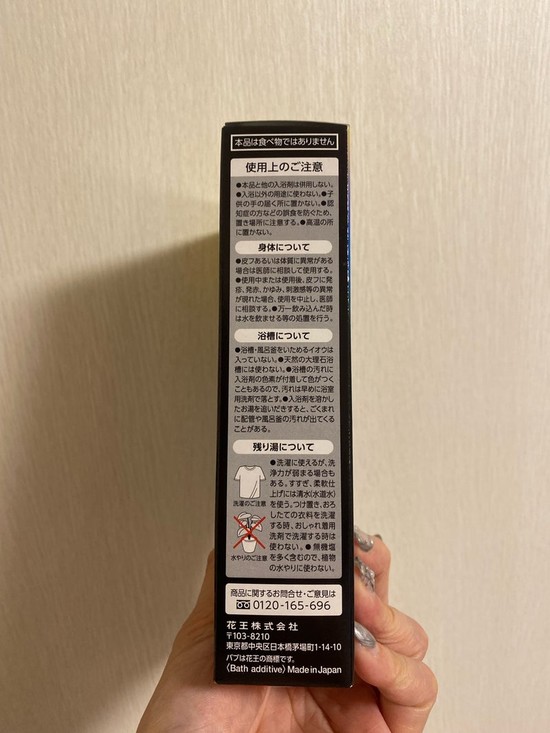 本品は食べ物ではありません
使用上のご注意
●本品と他の入浴剤は併用しない。
●入浴以外の用途に使わない。●子
供の手の届く所に置かない。●認
知症の方などの誤食を防ぐため、
置き場所に注意する。●高温の所
に置かない。
身体について
●皮フあるいは体質に異常がある
場合は医師に相談して使用する。
●使用中または使用後、皮フに発
疹、発赤、かゆみ、刺激感等の異常
が現れた場合、使用を中止し、医師
に相談する。●万一飲み込んだ時
は水を飲ませる等の処置を行う。
浴槽について
●浴槽・風呂釜をいためるイオウは
入っていない。●天然の大理石浴
槽には使わない。●浴槽の汚れに
入浴剤の色素が付着して色がつく
こともあるので、汚れは早めに浴室
用洗剤で落とす。●入浴剤を溶かし
たお湯を追いだきすると、ごくまれ
に配管や風呂釜の汚れが出てくる
ことがある。
残り湯について
●洗濯に使えるが、洗
浄力が弱まる場合も
ある。すすぎ、柔軟仕
上げには清水(水道水)
を使う。つけ置き、おろ
したての衣料を洗濯
する時、おしゃれ着用
洗剤で洗濯する時は
使わない。●無機塩
を多く含むので、植物
の水やりに使わない。
洗濯のご注意
水やりのご注意
商品に関するお問合せ・ご意見は
0120-165-696
花王株式会社
〒103-8210
東京都中央区日本橋茅場町1-14-10
バブは花王の商標です。
〈Bath additive〉Made in Japan